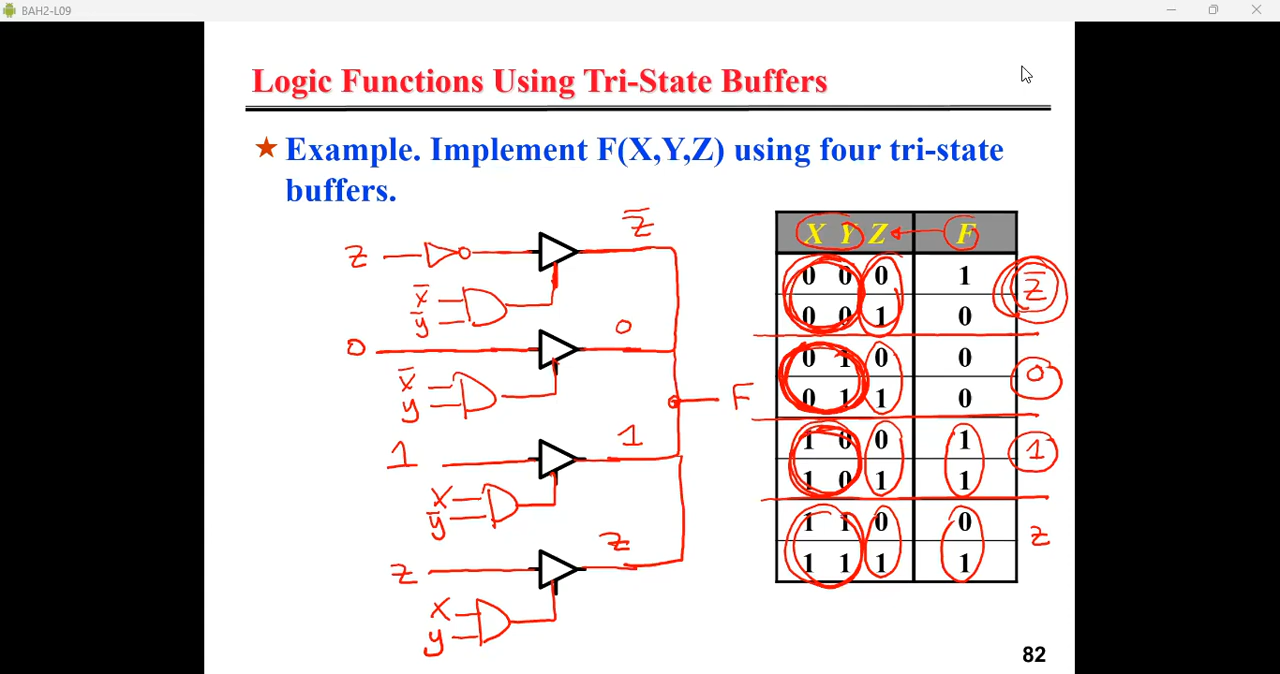 BAH2-L09
Logic Functions Using Tri-State Buffers
★ Example. Implement F(X,Y,Z) using four tri-state
buffers.
X Y Z F
0 0 0 1 z̅
0 0 1 0
0 1 0 0 0
0 1 1 0
1 0 0 1 1
1 0 1 1
1 1 0 0 z
1 1 1 1
z z̅
x̅
y̅
0 0
x̅
y
F
1 1
x
y̅
z z
x
y
82